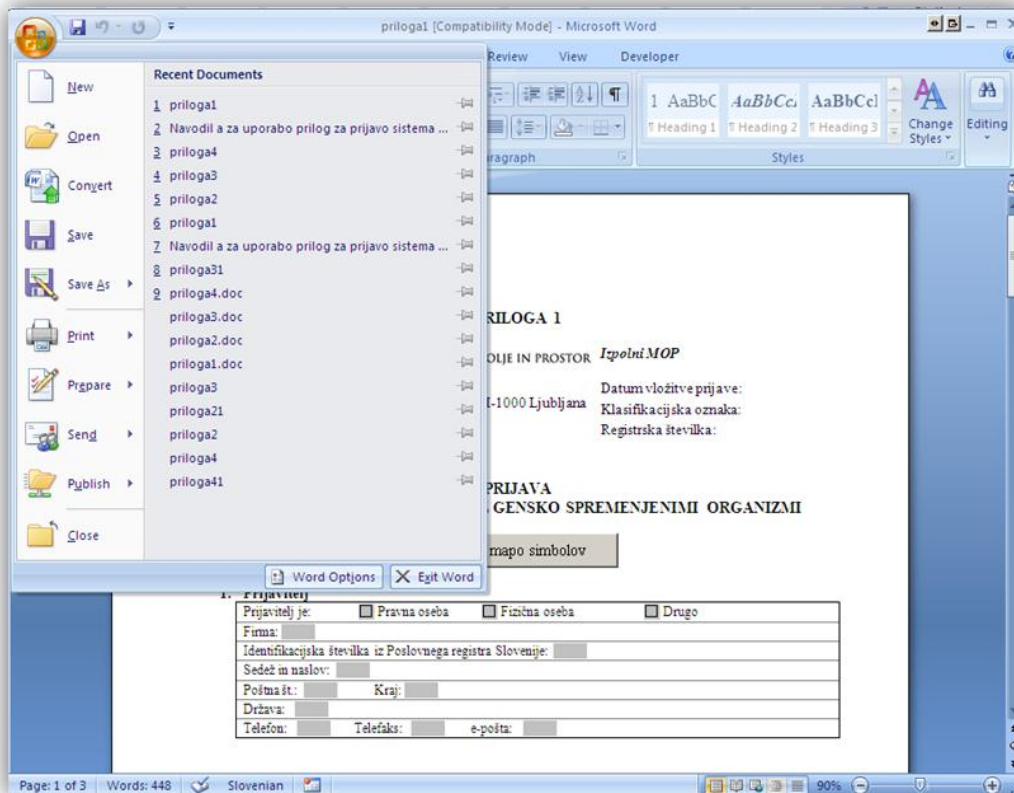 priloga1 [Compatibility Mode] - Microsoft Word
Review View Developer
New
Open
Convert
Save
Save As
Print
Prepare
Send
Publish
Close
Recent Documents
1 priloga1
2 Navodil a za uporabo prilog za prijavo sistema ...
3 priloga4
4 priloga3
5 priloga2
6 priloga1
7 Navodil a za uporabo prilog za prijavo sistema ...
8 priloga31
9 priloga4.doc
priloga3.doc
priloga2.doc
priloga1.doc
priloga3
priloga21
priloga2
priloga4
priloga41
Word Options Exit Word
1 AaBbC AaBbCc AaBbCcI
¶ Heading 1 ¶ Heading 2 ¶ Heading 3
Change Styles
Editing
ragraph Styles
RILOGA 1
OLJE IN PROSTOR Izpolni MOP
I-1000 Ljubljana
Datum vložitve prijave:
Klasifikacijska oznaka:
Registrska številka:
PRIJAVA
GENSKO SPREMENJENIMI ORGANIZMI
mapo simbolov
1. Prijavitelj
Prijavitelj je: Pravna oseba Fizična oseba Drugo
Firma:
Identifikacijska številka iz Poslovnega registra Slovenije:
Sedež in naslov:
Poštna št.: Kraj:
Država:
Telefon: Telefaks: e-pošta:
Page: 1 of 3 Words: 448 Slovenian 90%